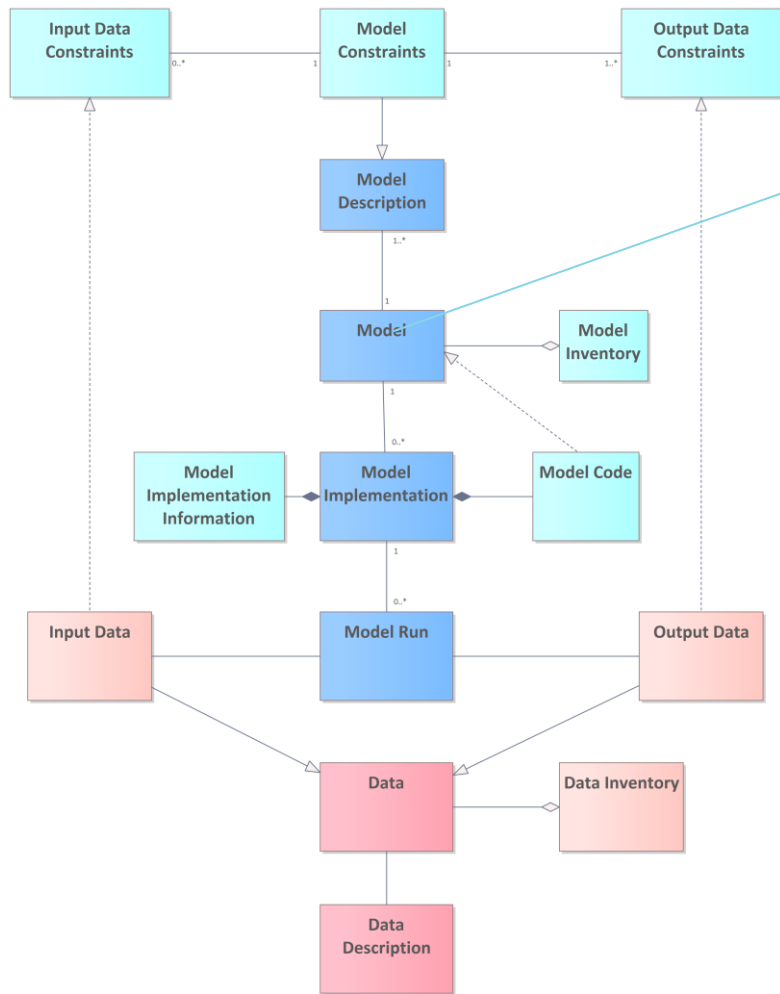 Input Data
Constraints
Model
Constraints
Output Data
Constraints
0..*
1
1
1..*
Model
Description
1..*
1
Model
Model
Inventory
1
0..*
Model
Implementation
Information
Model
Implementation
Model Code
1
0..*
Input Data
Model Run
Output Data
Data
Data Inventory
Data
Description